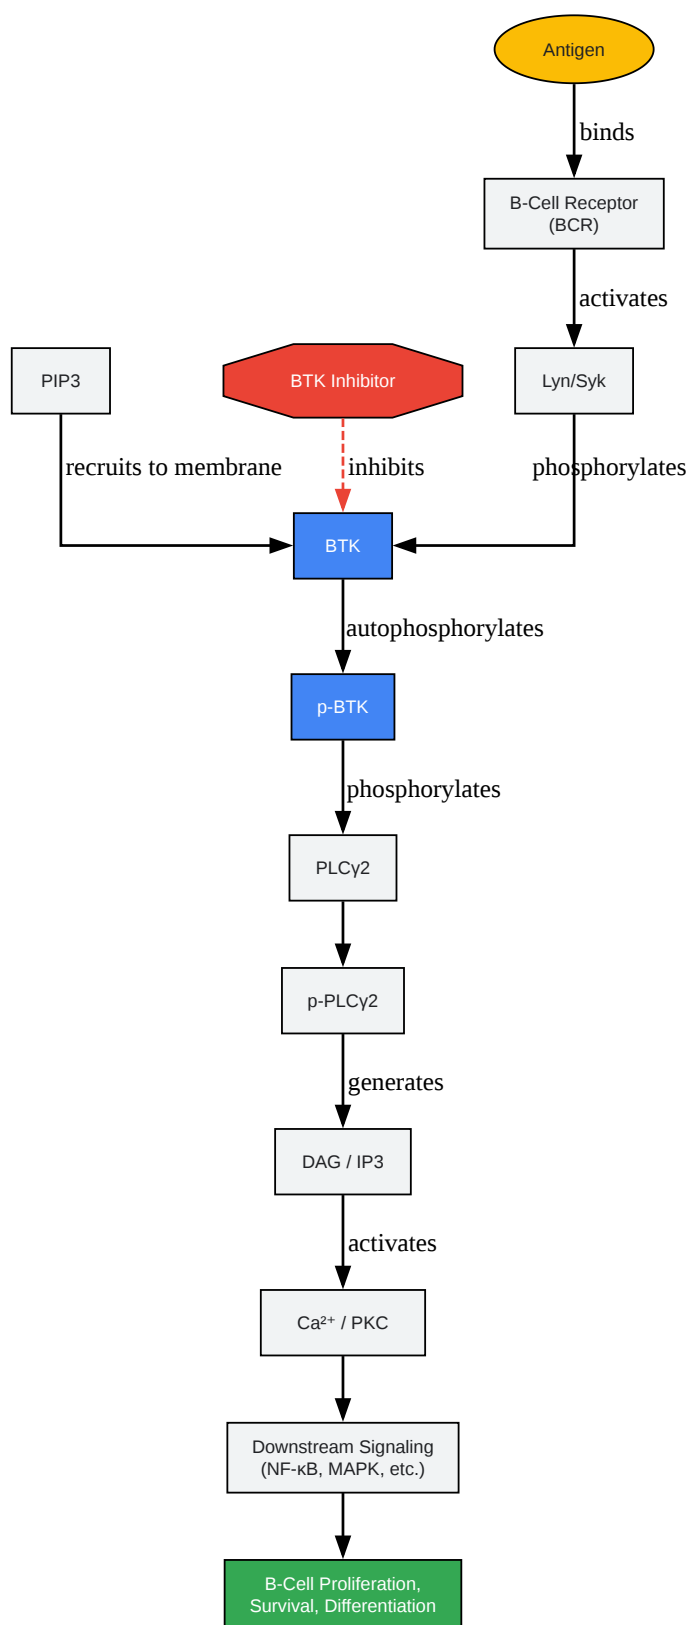 Antigen
binds
B-Cell Receptor
(BCR)
activates
PIP3
BTK Inhibitor
Lyn/Syk
recruits to membrane
inhibits
phosphorylates
BTK
autophosphorylates
p-BTK
phosphorylates
PLCγ2
p-PLCγ2
generates
DAG / IP3
activates
Ca²⁺ / PKC
Downstream Signaling
(NF-κB, MAPK, etc.)
B-Cell Proliferation,
Survival, Differentiation